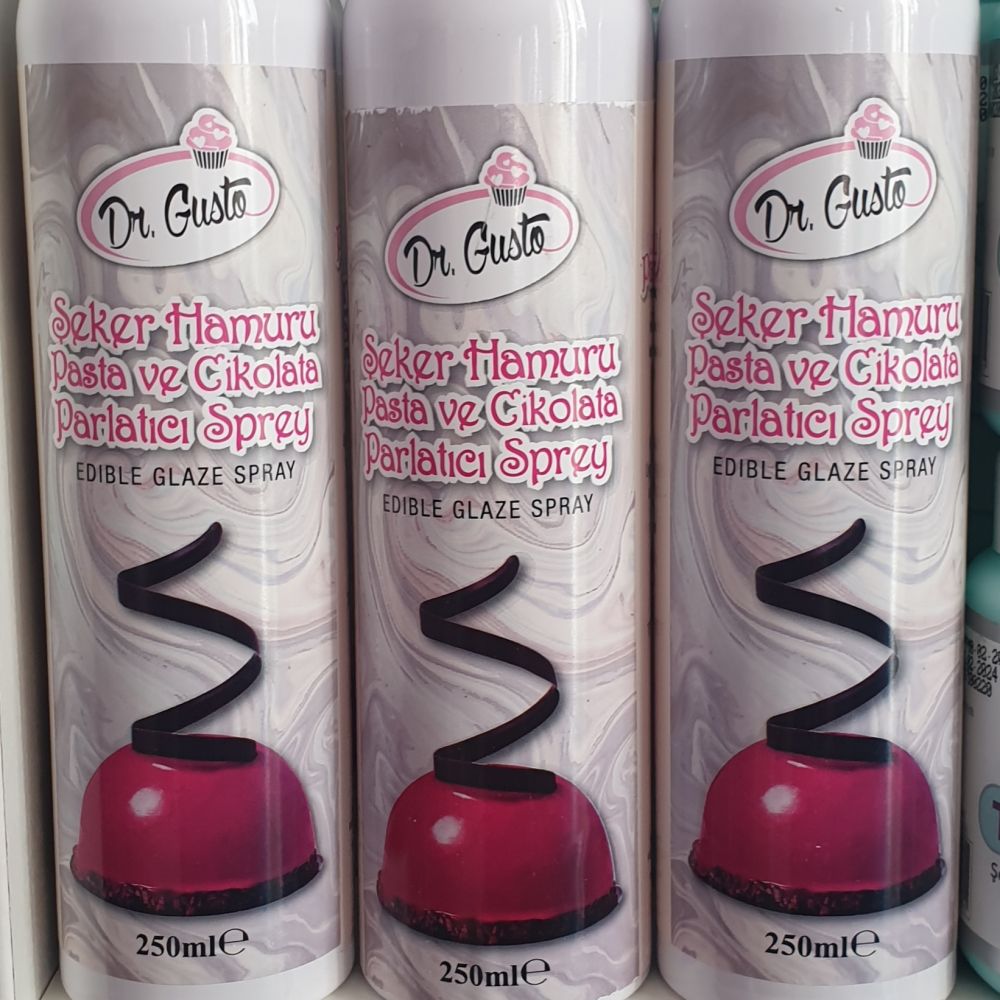 Dr. Gusto
Şeker Hamuru
Pasta ve Çikolata
Parlatıcı Sprey
EDIBLE GLAZE SPRAY
250ml℮
Dr. Gusto
Şeker Hamuru
Pasta ve Çikolata
Parlatıcı Sprey
EDIBLE GLAZE SPRAY
250ml℮
Dr. Gusto
Şeker Hamuru
Pasta ve Çikolata
Parlatıcı Sprey
EDIBLE GLAZE SPRAY
250ml℮